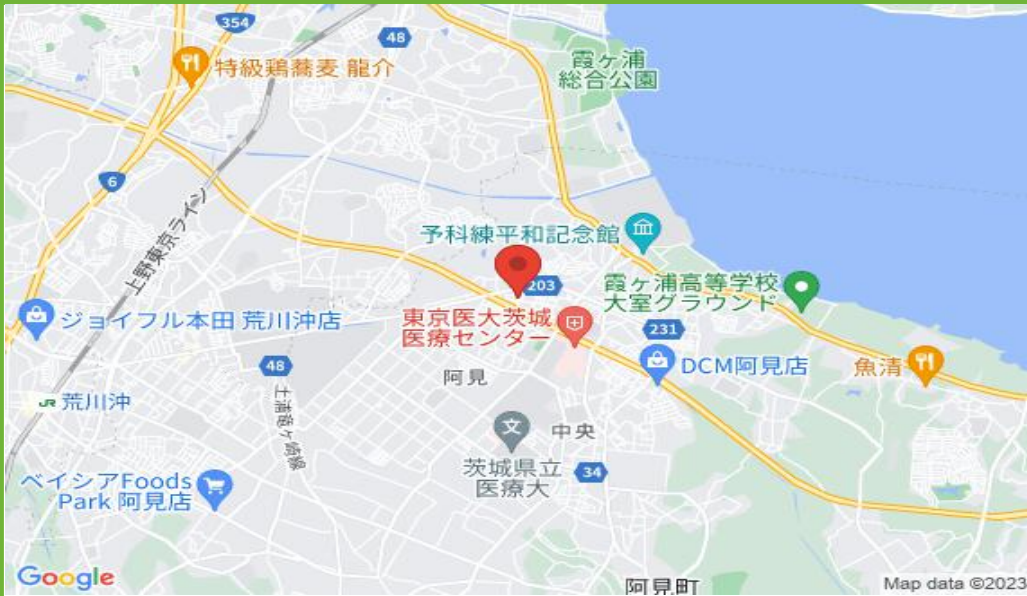 354
48
特級鶏蕎麦 龍介
霞ヶ浦
総合公園
6
上野東京ライン
予科練平和記念館
203
霞ヶ浦高等学校
大室グラウンド
ジョイフル本田 荒川沖店
東京医大茨城
医療センター
231
48
DCM阿見店
魚清
阿見
JR 荒川沖
土浦竜ヶ崎線
文
中央
茨城県立
医療大
34
ベイシアFoods
Park 阿見店
Google
阿見町
Map data ©2023